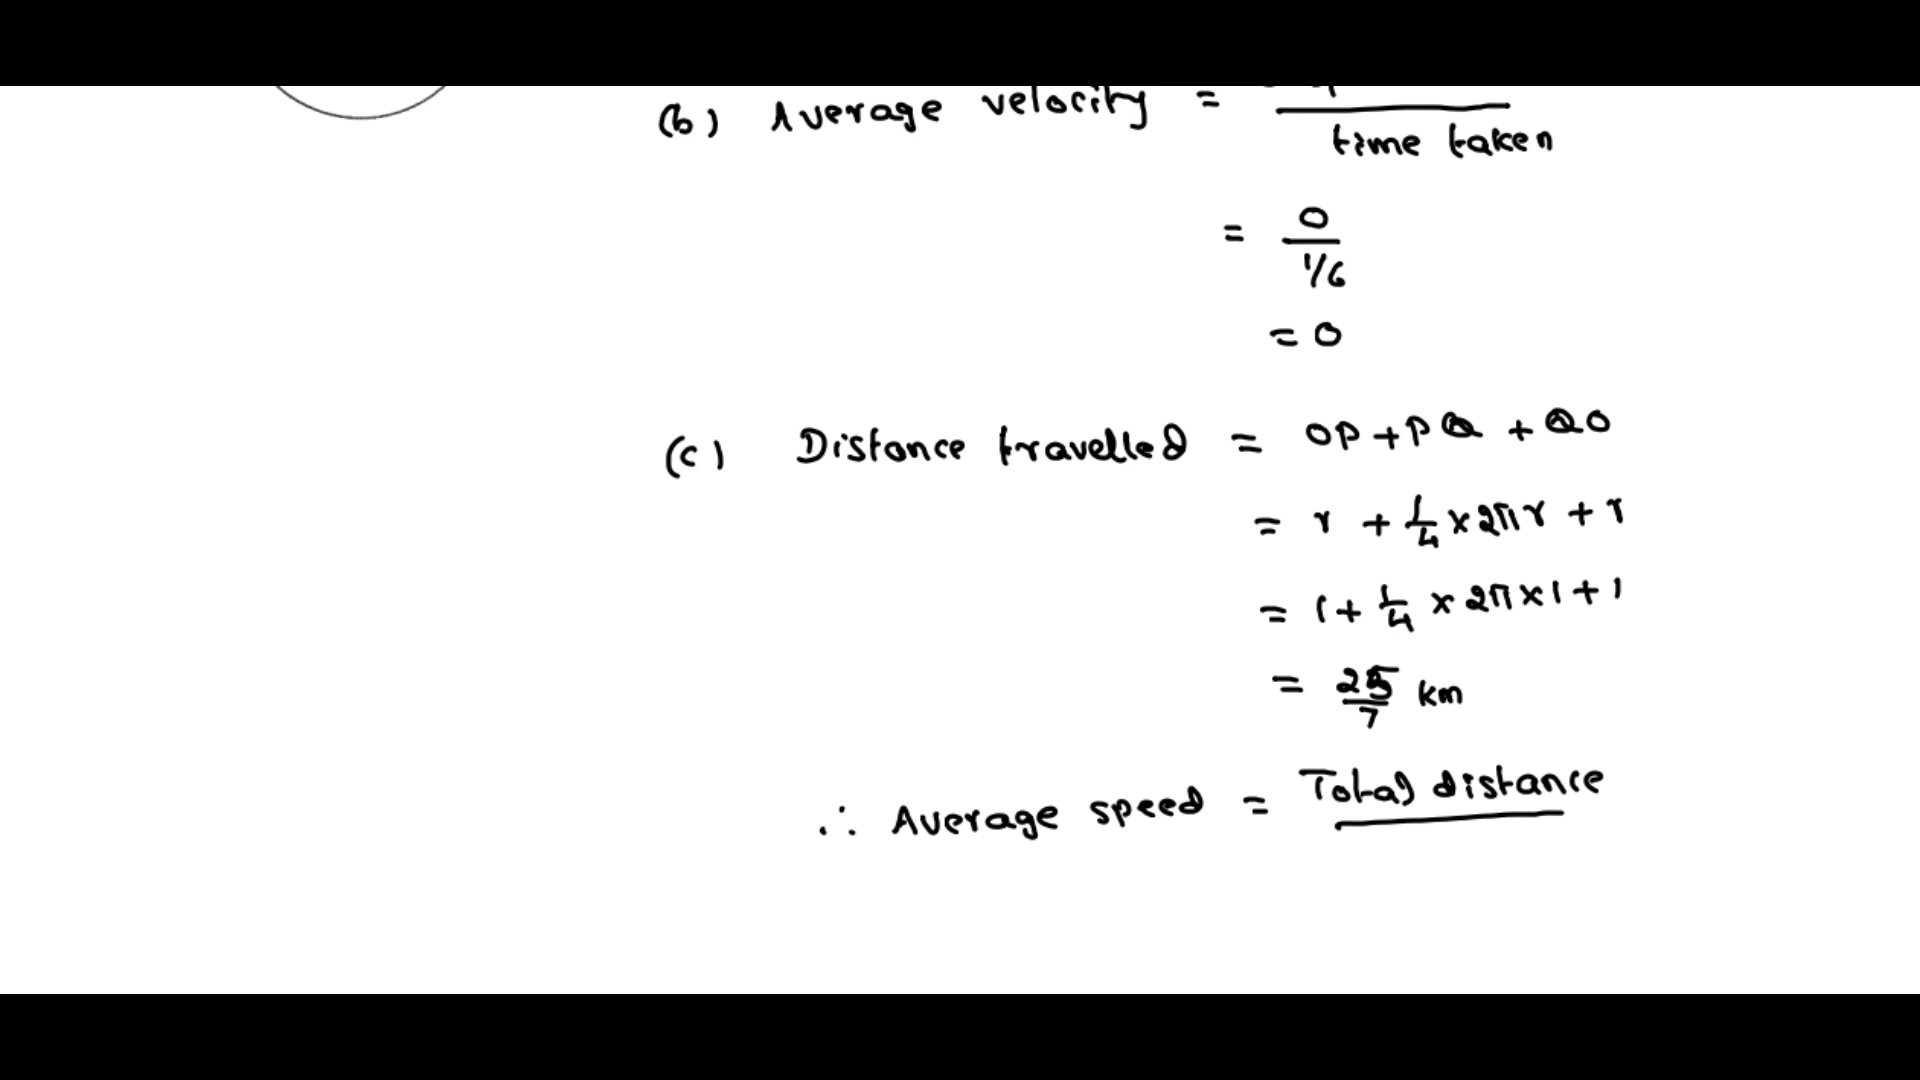 (b) Average velocity = ———
time taken
= 0
1/6
= 0
(c) Distance travelled = OP + PQ + QO
= r + 1/4 × 2πr + r
= 1 + 1/4 × 2π × 1 + 1
= 25/7 km
∴ Average speed = Total distance